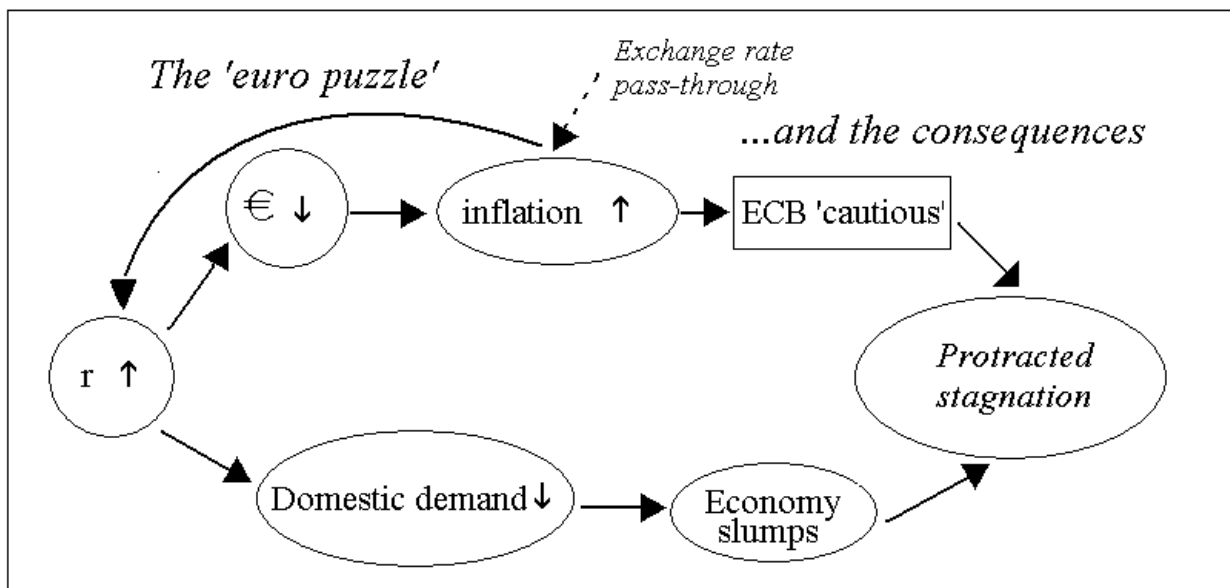 The 'euro puzzle'
Exchange rate
pass-through
...and the consequences
€ ↓
inflation ↑
ECB 'cautious'
r ↑
Protracted
stagnation
Domestic demand ↓
Economy
slumps